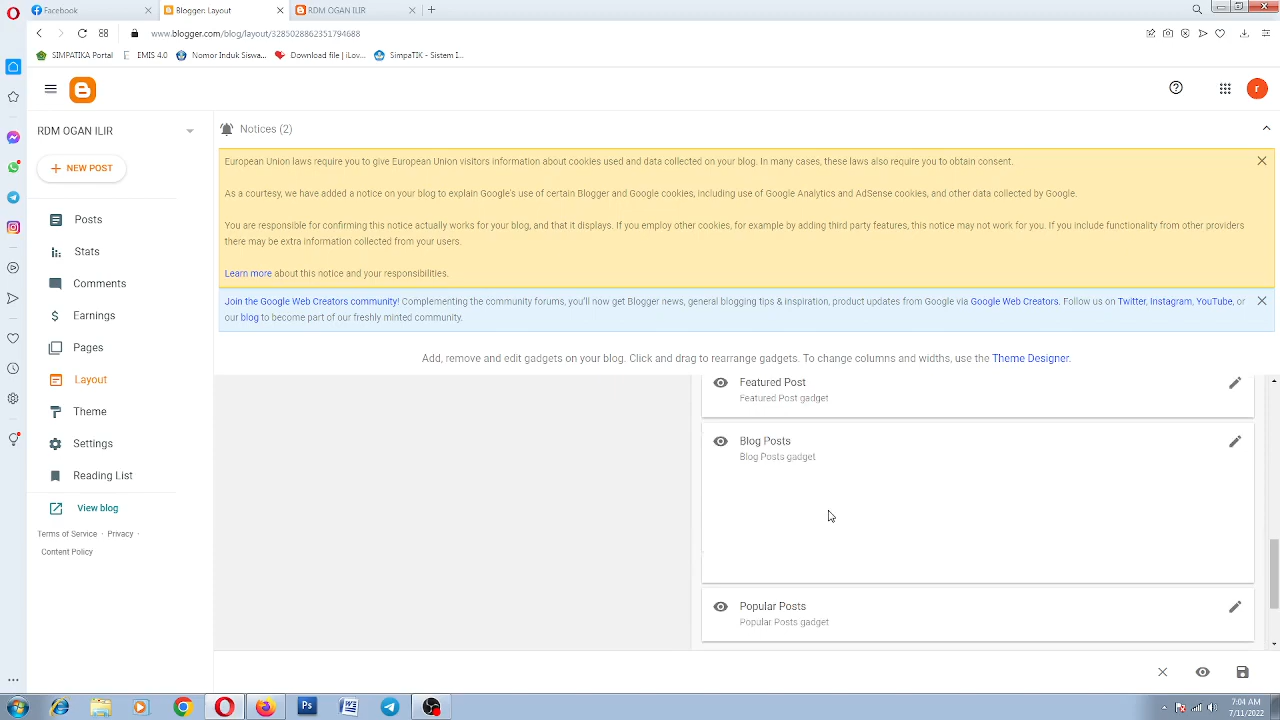 Facebook
Blogger: Layout
RDM OGAN ILIR
www.blogger.com/blog/layout/3285028862351794688
SIMPATIKA Portal
EMIS 4.0
Nomor Induk Siswa...
Download file | iLov...
SimpaTIK - Sistem I...
RDM OGAN ILIR
r
NEW POST
Posts
Stats
Comments
Earnings
Pages
Layout
Theme
Settings
Reading List
View blog
Terms of Service · Privacy ·
Content Policy
Notices (2)
European Union laws require you to give European Union visitors information about cookies used and data collected on your blog. In many cases, these laws also require you to obtain consent.
As a courtesy, we have added a notice on your blog to explain Google's use of certain Blogger and Google cookies, including use of Google Analytics and AdSense cookies, and other data collected by Google.
You are responsible for confirming this notice actually works for your blog, and that it displays. If you employ other cookies, for example by adding third party features, this notice may not work for you. If you include functionality from other providers
there may be extra information collected from your users.
Learn more about this notice and your responsibilities.
Join the Google Web Creators community! Complementing the community forums, you'll now get Blogger news, general blogging tips & inspiration, product updates from Google via Google Web Creators. Follow us on Twitter, Instagram, YouTube, or
our blog to become part of our freshly minted community.
Add, remove and edit gadgets on your blog. Click and drag to rearrange gadgets. To change columns and widths, use the Theme Designer.
Featured Post
Featured Post gadget
Blog Posts
Blog Posts gadget
Popular Posts
Popular Posts gadget
7:04 AM
7/11/2022